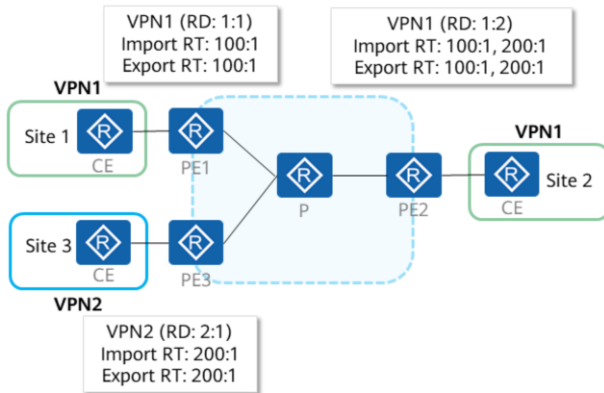 VPN1 (RD: 1:1)
Import RT: 100:1
Export RT: 100:1
VPN1 (RD: 1:2)
Import RT: 100:1, 200:1
Export RT: 100:1, 200:1
VPN1
Site 1
R
CE
R
PE1
R
P
R
PE2
VPN1
R
CE
Site 2
Site 3
R
CE
R
PE3
VPN2
VPN2 (RD: 2:1)
Import RT: 200:1
Export RT: 200:1